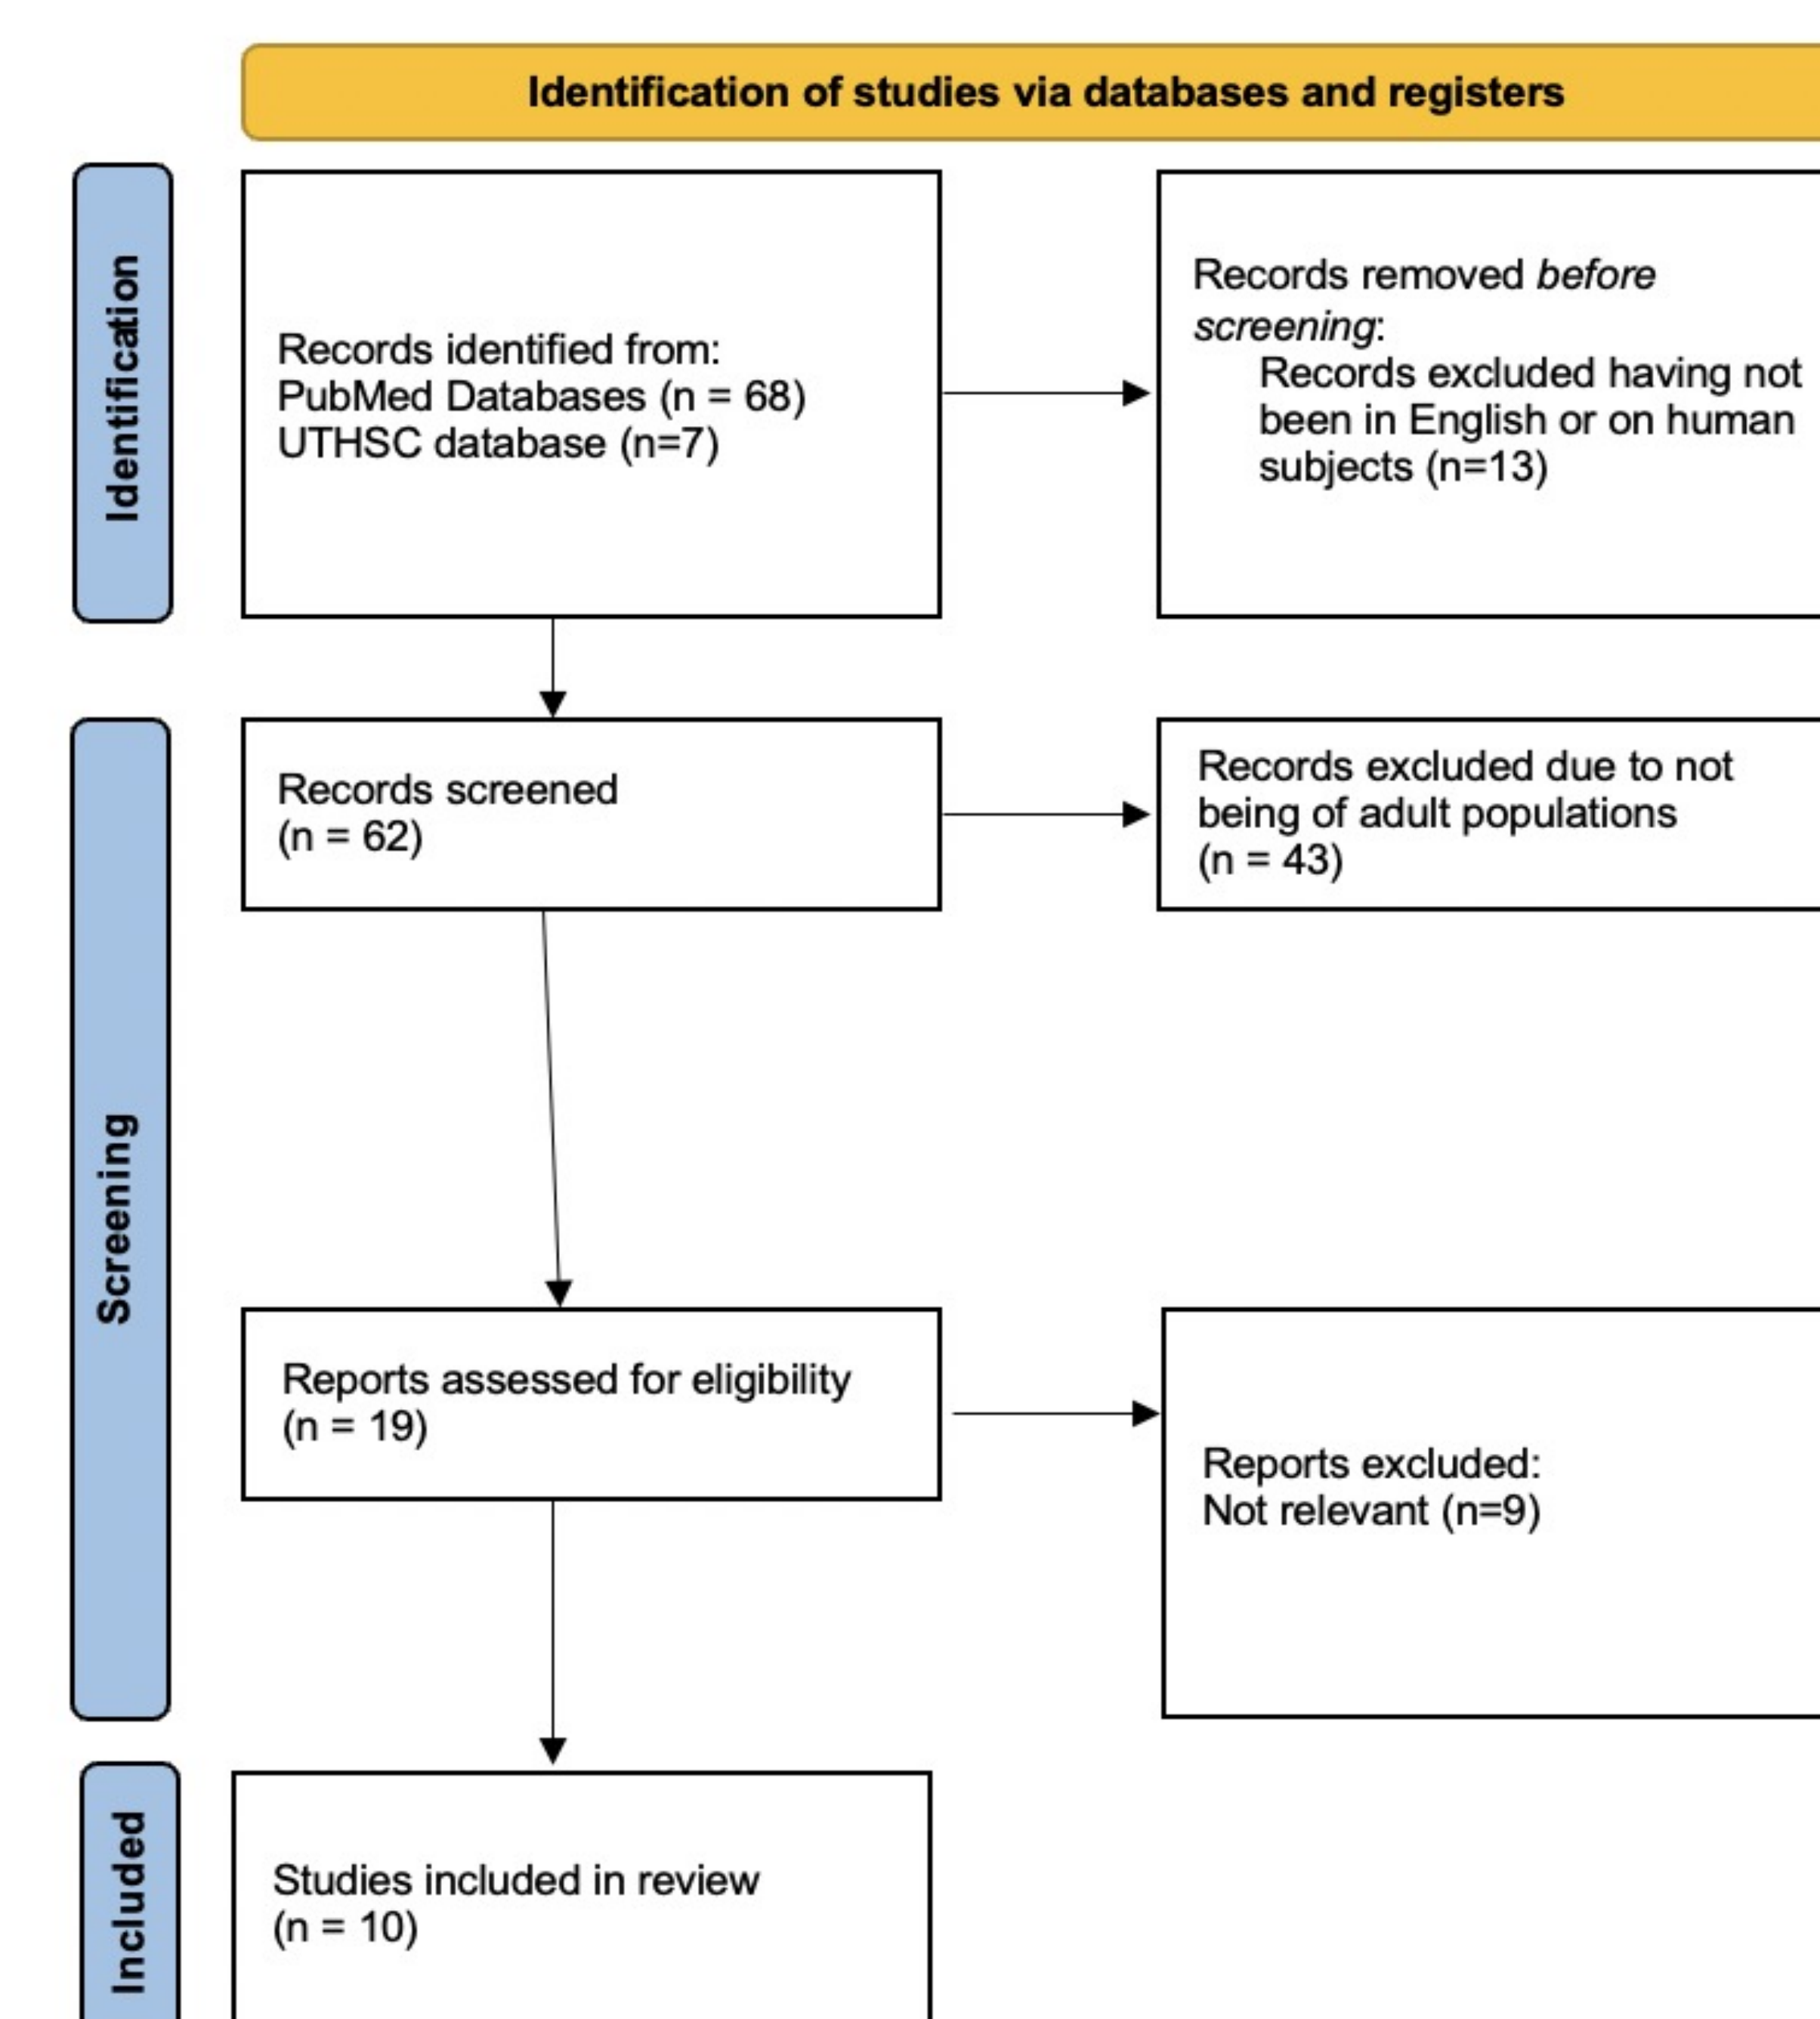 Identification of studies via databases and registers
Identification
Records identified from:
PubMed Databases (n = 68)
UTHSC database (n=7)
Records removed before
screening:
Records excluded having not
been in English or on human
subjects (n=13)
Screening
Records screened
(n = 62)
Records excluded due to not
being of adult populations
(n = 43)
Reports assessed for eligibility
(n = 19)
Reports excluded:
Not relevant (n=9)
Included
Studies included in review
(n = 10)